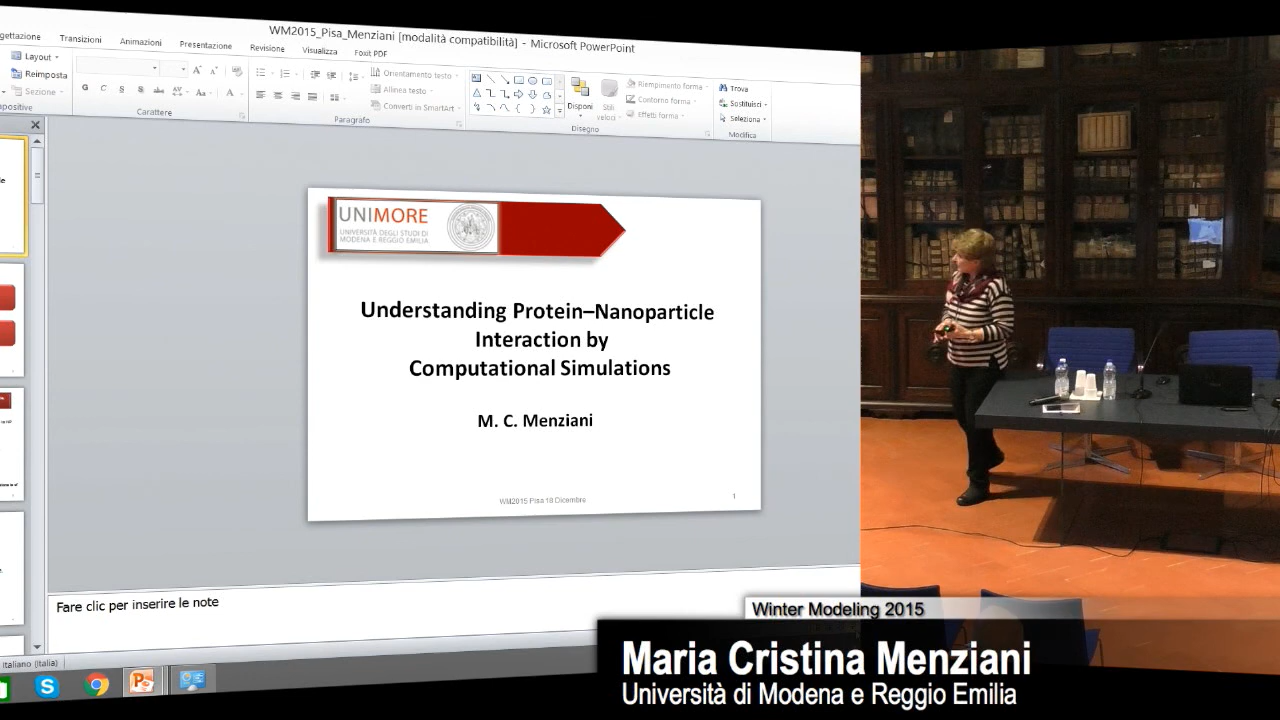 WM2015_Pisa_Menziani [modalità compatibilità] - Microsoft PowerPoint
gettazione Transizioni Animazioni Presentazione Revisione Visualizza Foxit PDF
Layout
Reimposta
Sezione
Carattere
Orientamento testo
Allinea testo
Converti in SmartArt
Paragrafo
Disponi
Stili
veloci
Riempimento forma
Contorno forma
Effetti forma
Disegno
Trova
Sostituisci
Seleziona
Modifica
UNIMORE
UNIVERSITÀ DEGLI STUDI DI
MODENA E REGGIO EMILIA
Understanding Protein–Nanoparticle
Interaction by
Computational Simulations
M. C. Menziani
WM2015 Pisa 18 Dicembre
1
Fare clic per inserire le note
Italiano (Italia)
Winter Modeling 2015
Maria Cristina Menziani
Università di Modena e Reggio Emilia